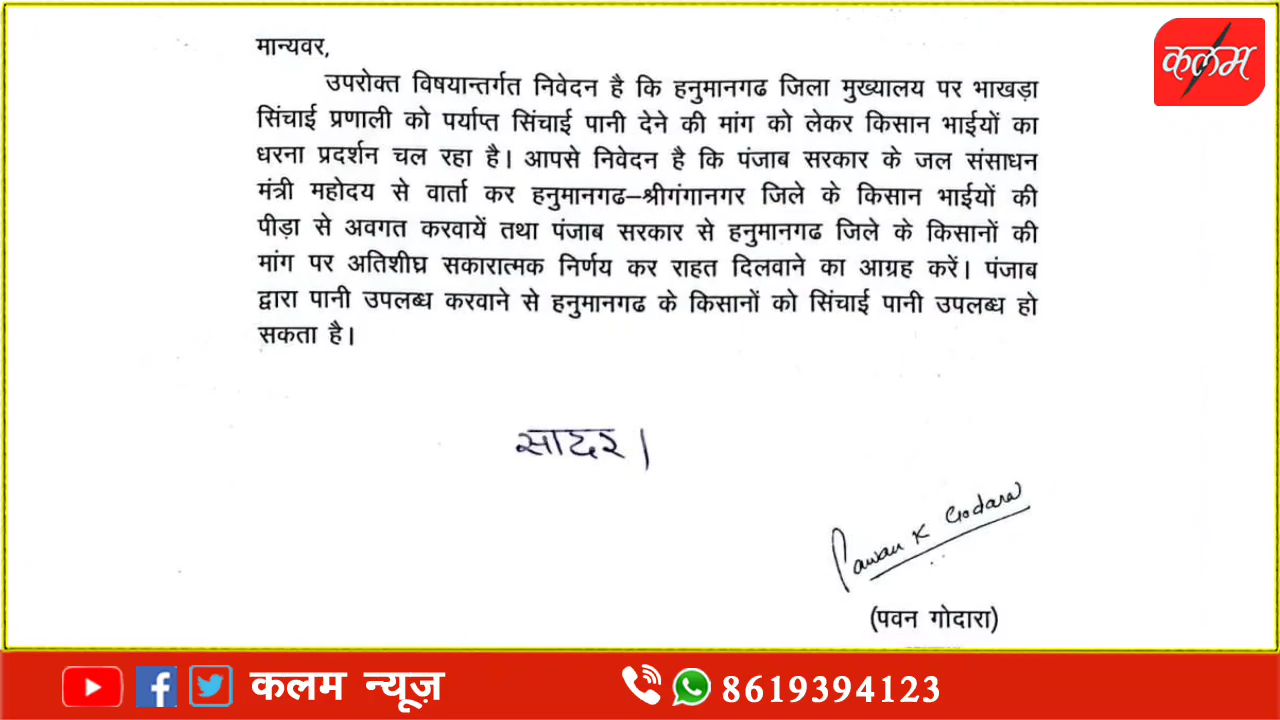 कलम
मान्यवर,
उपरोक्त विषयान्तर्गत निवेदन है कि हनुमानगढ जिला मुख्यालय पर भाखड़ा
सिंचाई प्रणाली को पर्याप्त सिंचाई पानी देने की मांग को लेकर किसान भाईयों का
धरना प्रदर्शन चल रहा है। आपसे निवेदन है कि पंजाब सरकार के जल संसाधन
मंत्री महोदय से वार्ता कर हनुमानगढ–श्रीगंगानगर जिले के किसान भाईयों की
पीड़ा से अवगत करवायें तथा पंजाब सरकार से हनुमानगढ जिले के किसानों की
मांग पर अतिशीघ्र सकारात्मक निर्णय कर राहत दिलवाने का आग्रह करें। पंजाब
द्वारा पानी उपलब्ध करवाने से हनुमानगढ के किसानों को सिंचाई पानी उपलब्ध हो
सकता है।
सादर।
Pawan K Godara
(पवन गोदारा)
कलम न्यूज़ 8619394123